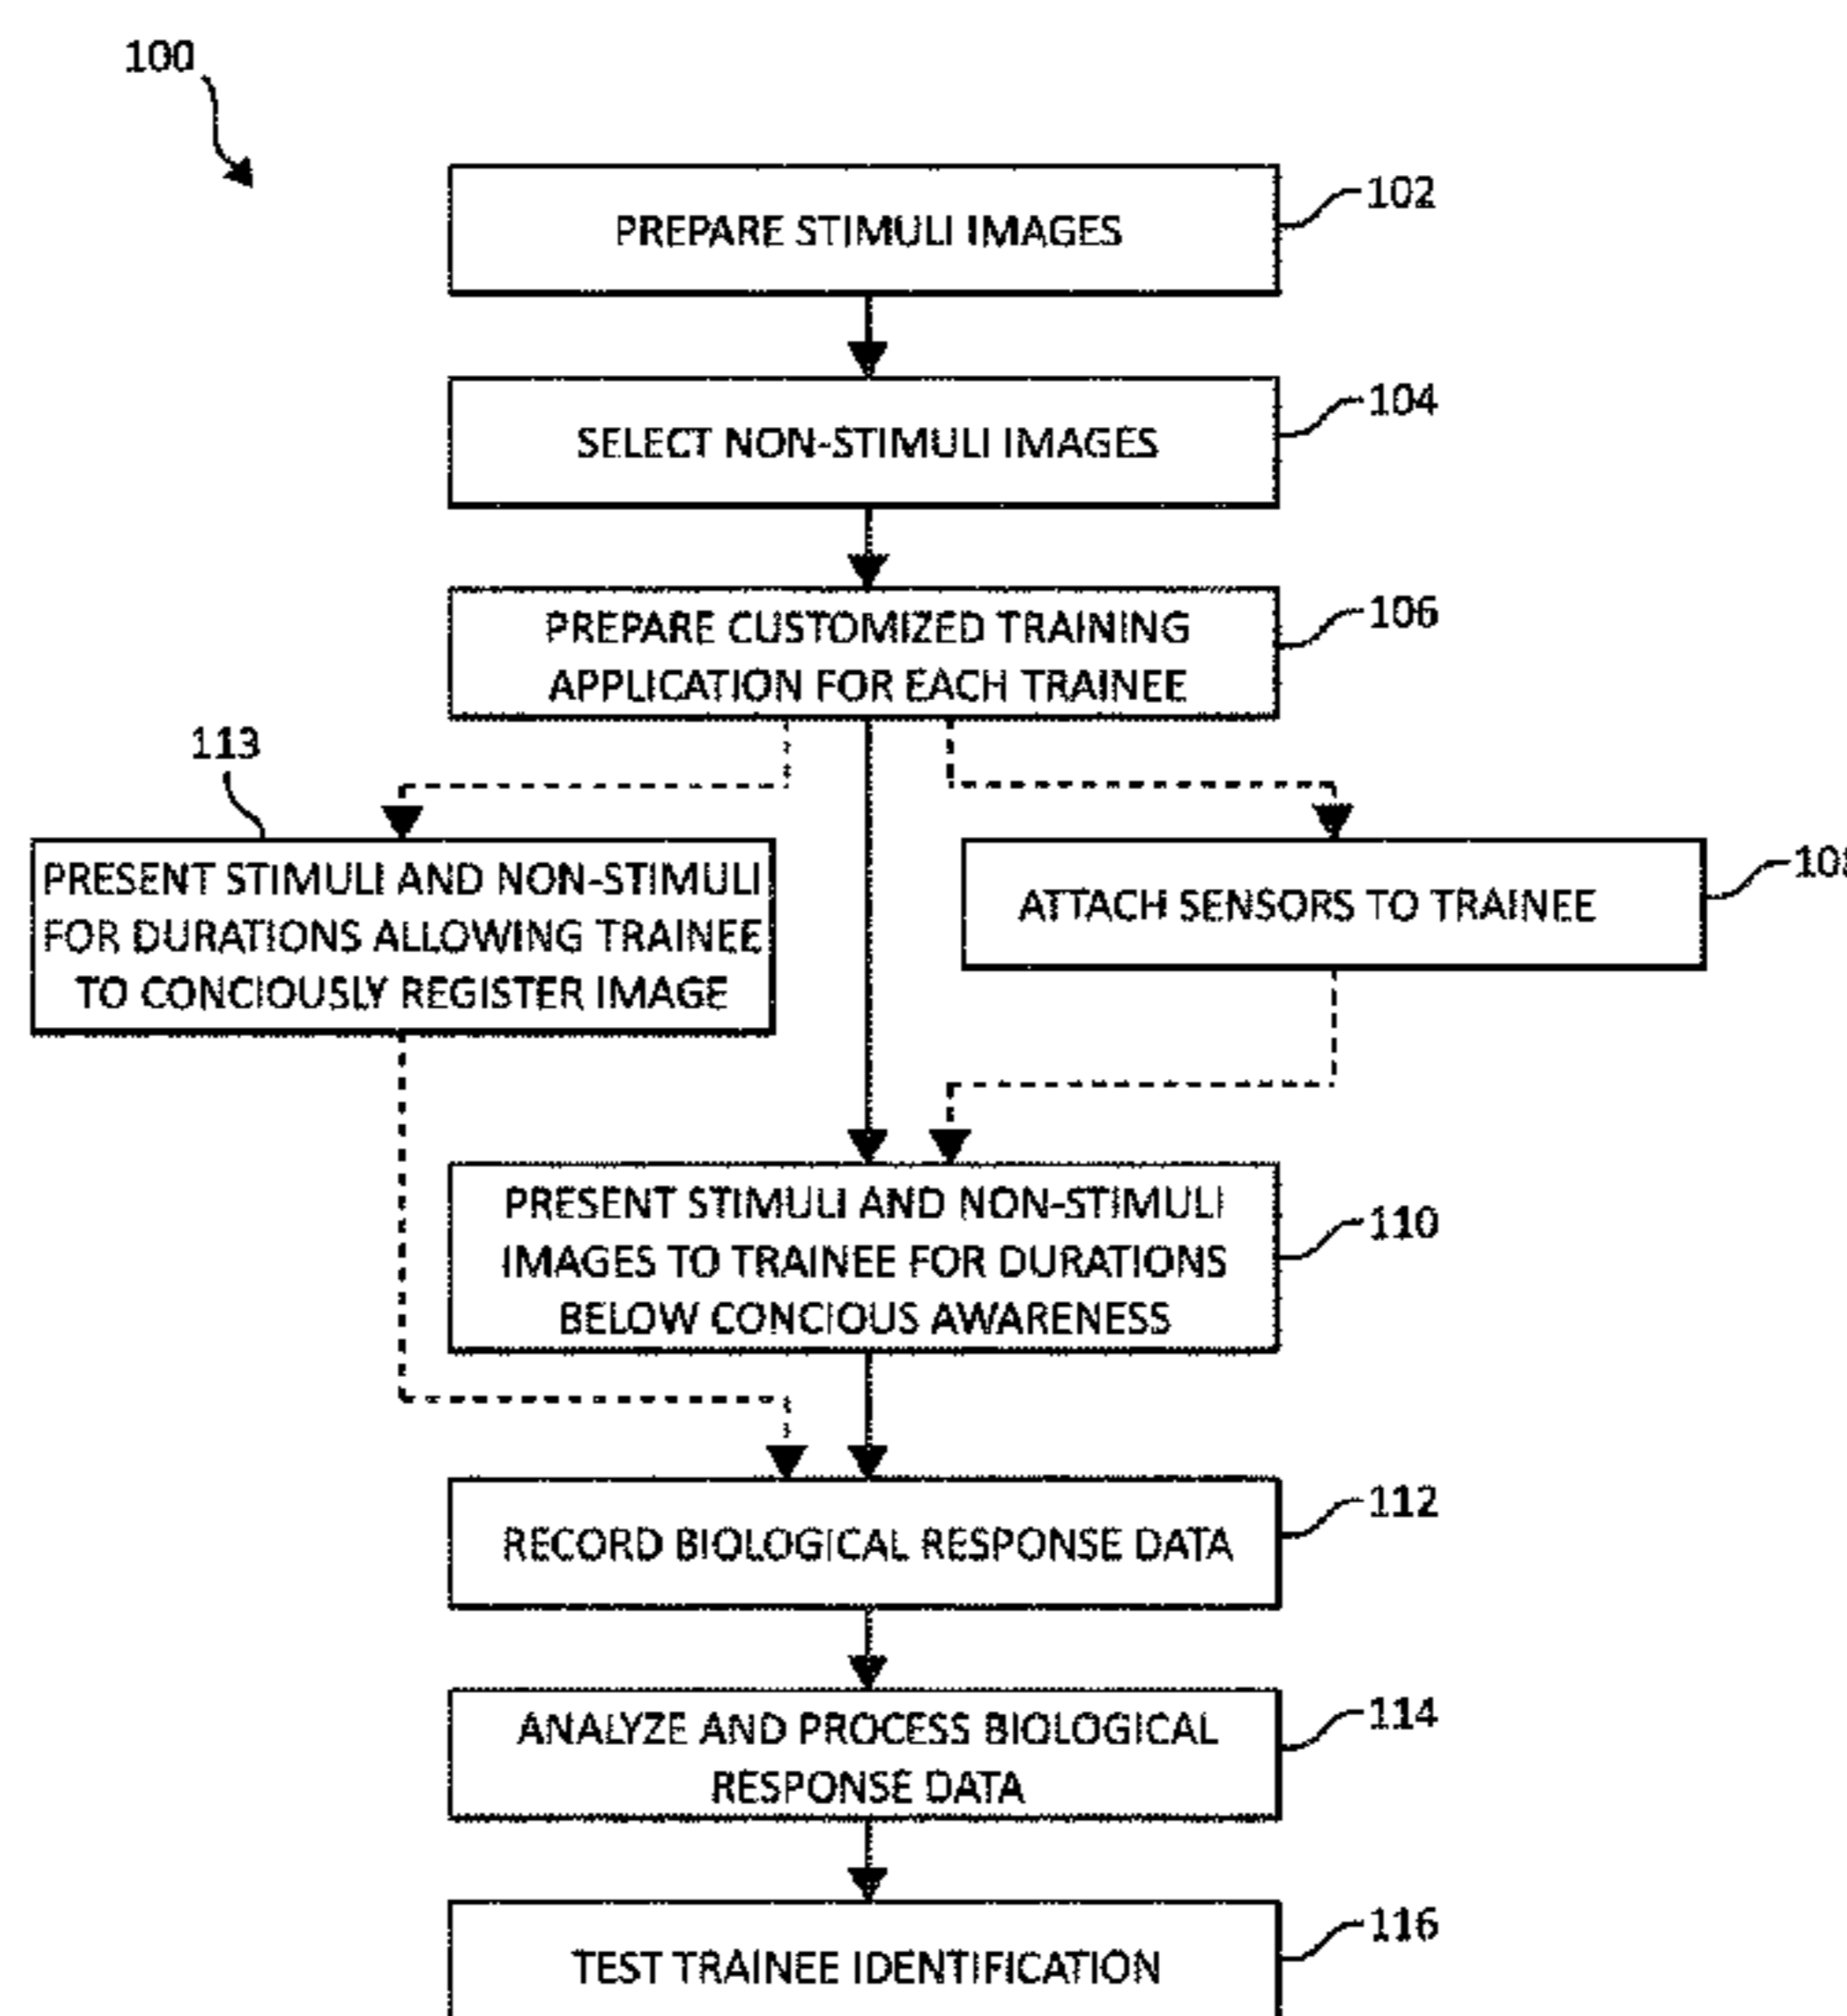 100
PREPARE STIMULI IMAGES
102
SELECT NON-STIMULI IMAGES
104
PREPARE CUSTOMIZED TRAINING
APPLICATION FOR EACH TRAINEE
106
113
PRESENT STIMULI AND NON-STIMULI
FOR DURATIONS ALLOWING TRAINEE
TO CONCIOUSLY REGISTER IMAGE
ATTACH SENSORS TO TRAINEE
PRESENT STIMULI AND NON-STIMULI
IMAGES TO TRAINEE FOR DURATIONS
BELOW CONCIOUS AWARENESS
110
RECORD BIOLOGICAL RESPONSE DATA
112
ANALYZE AND PROCESS BIOLOGICAL
RESPONSE DATA
114
TEST TRAINEE IDENTIFICATION
116